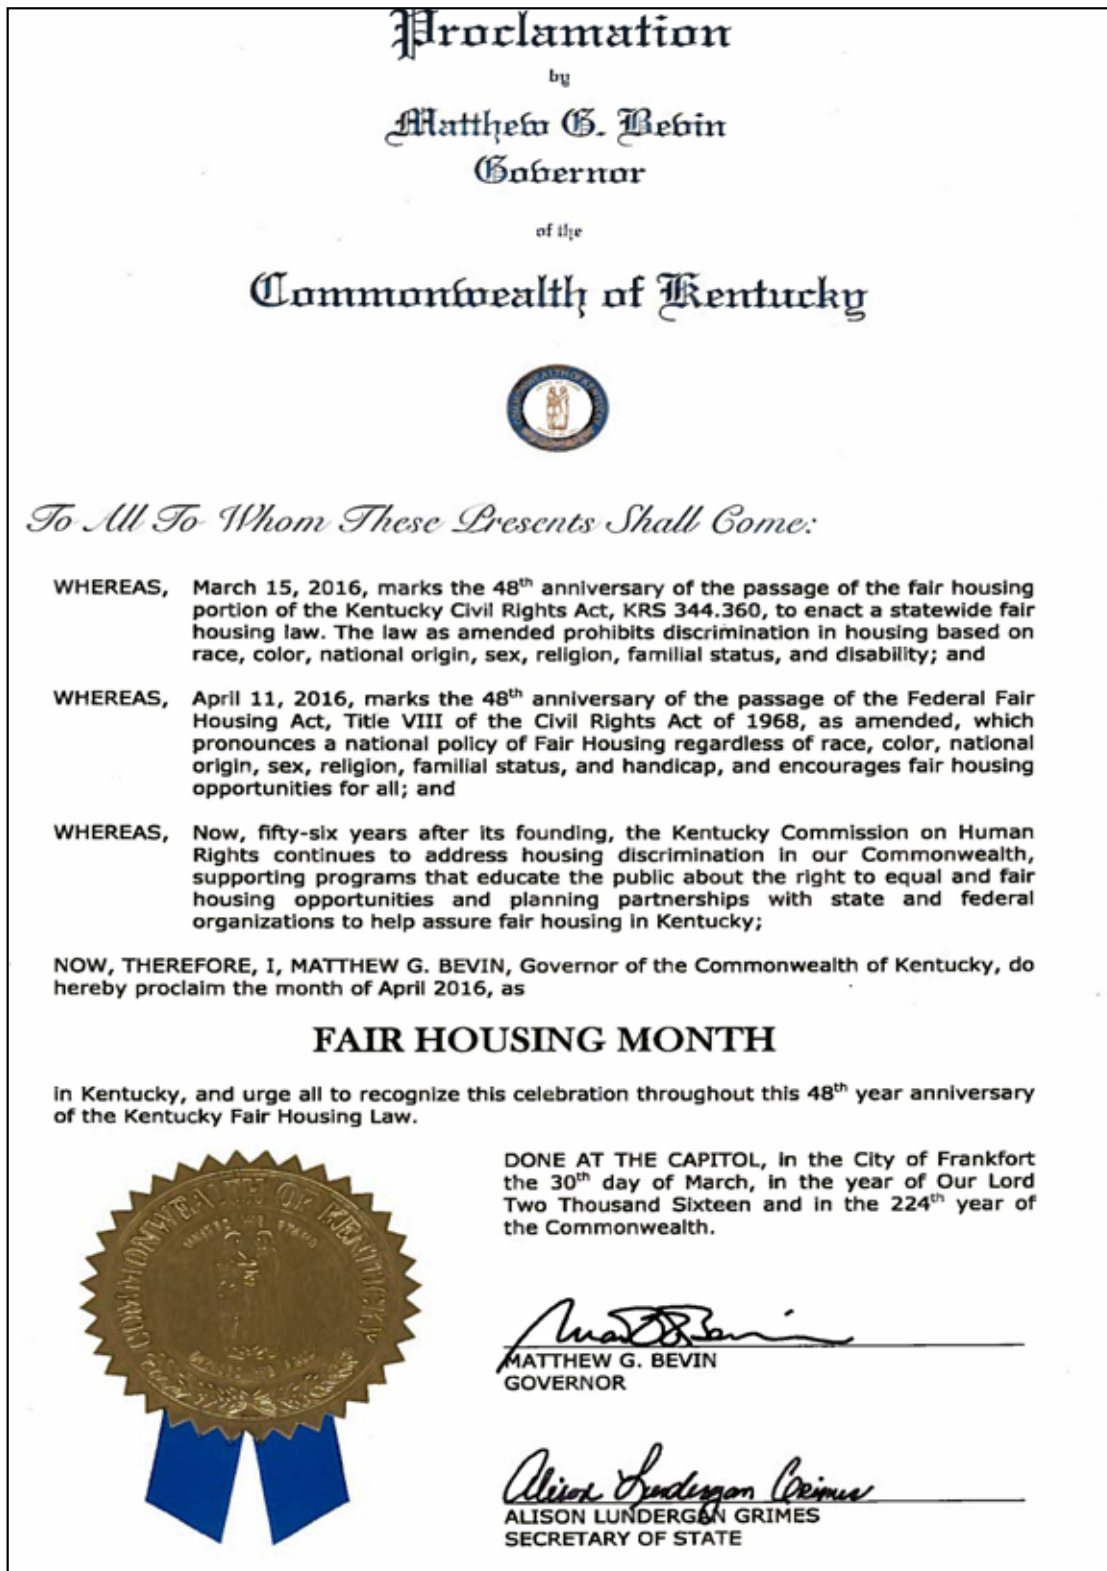 Proclamation
by
Matthew G. Bevin
Governor
of the
Commonwealth of Kentucky
COMMONWEALTH OF KENTUCKY
To All To Whom These Presents Shall Come:
WHEREAS, March 15, 2016, marks the 48th anniversary of the passage of the fair housing
portion of the Kentucky Civil Rights Act, KRS 344.360, to enact a statewide fair
housing law. The law as amended prohibits discrimination in housing based on
race, color, national origin, sex, religion, familial status, and disability; and
WHEREAS, April 11, 2016, marks the 48th anniversary of the passage of the Federal Fair
Housing Act, Title VIII of the Civil Rights Act of 1968, as amended, which
pronounces a national policy of Fair Housing regardless of race, color, national
origin, sex, religion, familial status, and handicap, and encourages fair housing
opportunities for all; and
WHEREAS, Now, fifty-six years after its founding, the Kentucky Commission on Human
Rights continues to address housing discrimination in our Commonwealth,
supporting programs that educate the public about the right to equal and fair
housing opportunities and planning partnerships with state and federal
organizations to help assure fair housing in Kentucky;
NOW, THEREFORE, I, MATTHEW G. BEVIN, Governor of the Commonwealth of Kentucky, do
hereby proclaim the month of April 2016, as
FAIR HOUSING MONTH
in Kentucky, and urge all to recognize this celebration throughout this 48th year anniversary
of the Kentucky Fair Housing Law.
COMMONWEALTH OF KENTUCKY
UNITED WE STAND
DIVIDED WE FALL
DONE AT THE CAPITOL, in the City of Frankfort
the 30th day of March, in the year of Our Lord
Two Thousand Sixteen and in the 224th year of
the Commonwealth.
MATTHEW G. BEVIN
GOVERNOR
Alison Lundergan Grimes
ALISON LUNDERGAN GRIMES
SECRETARY OF STATE